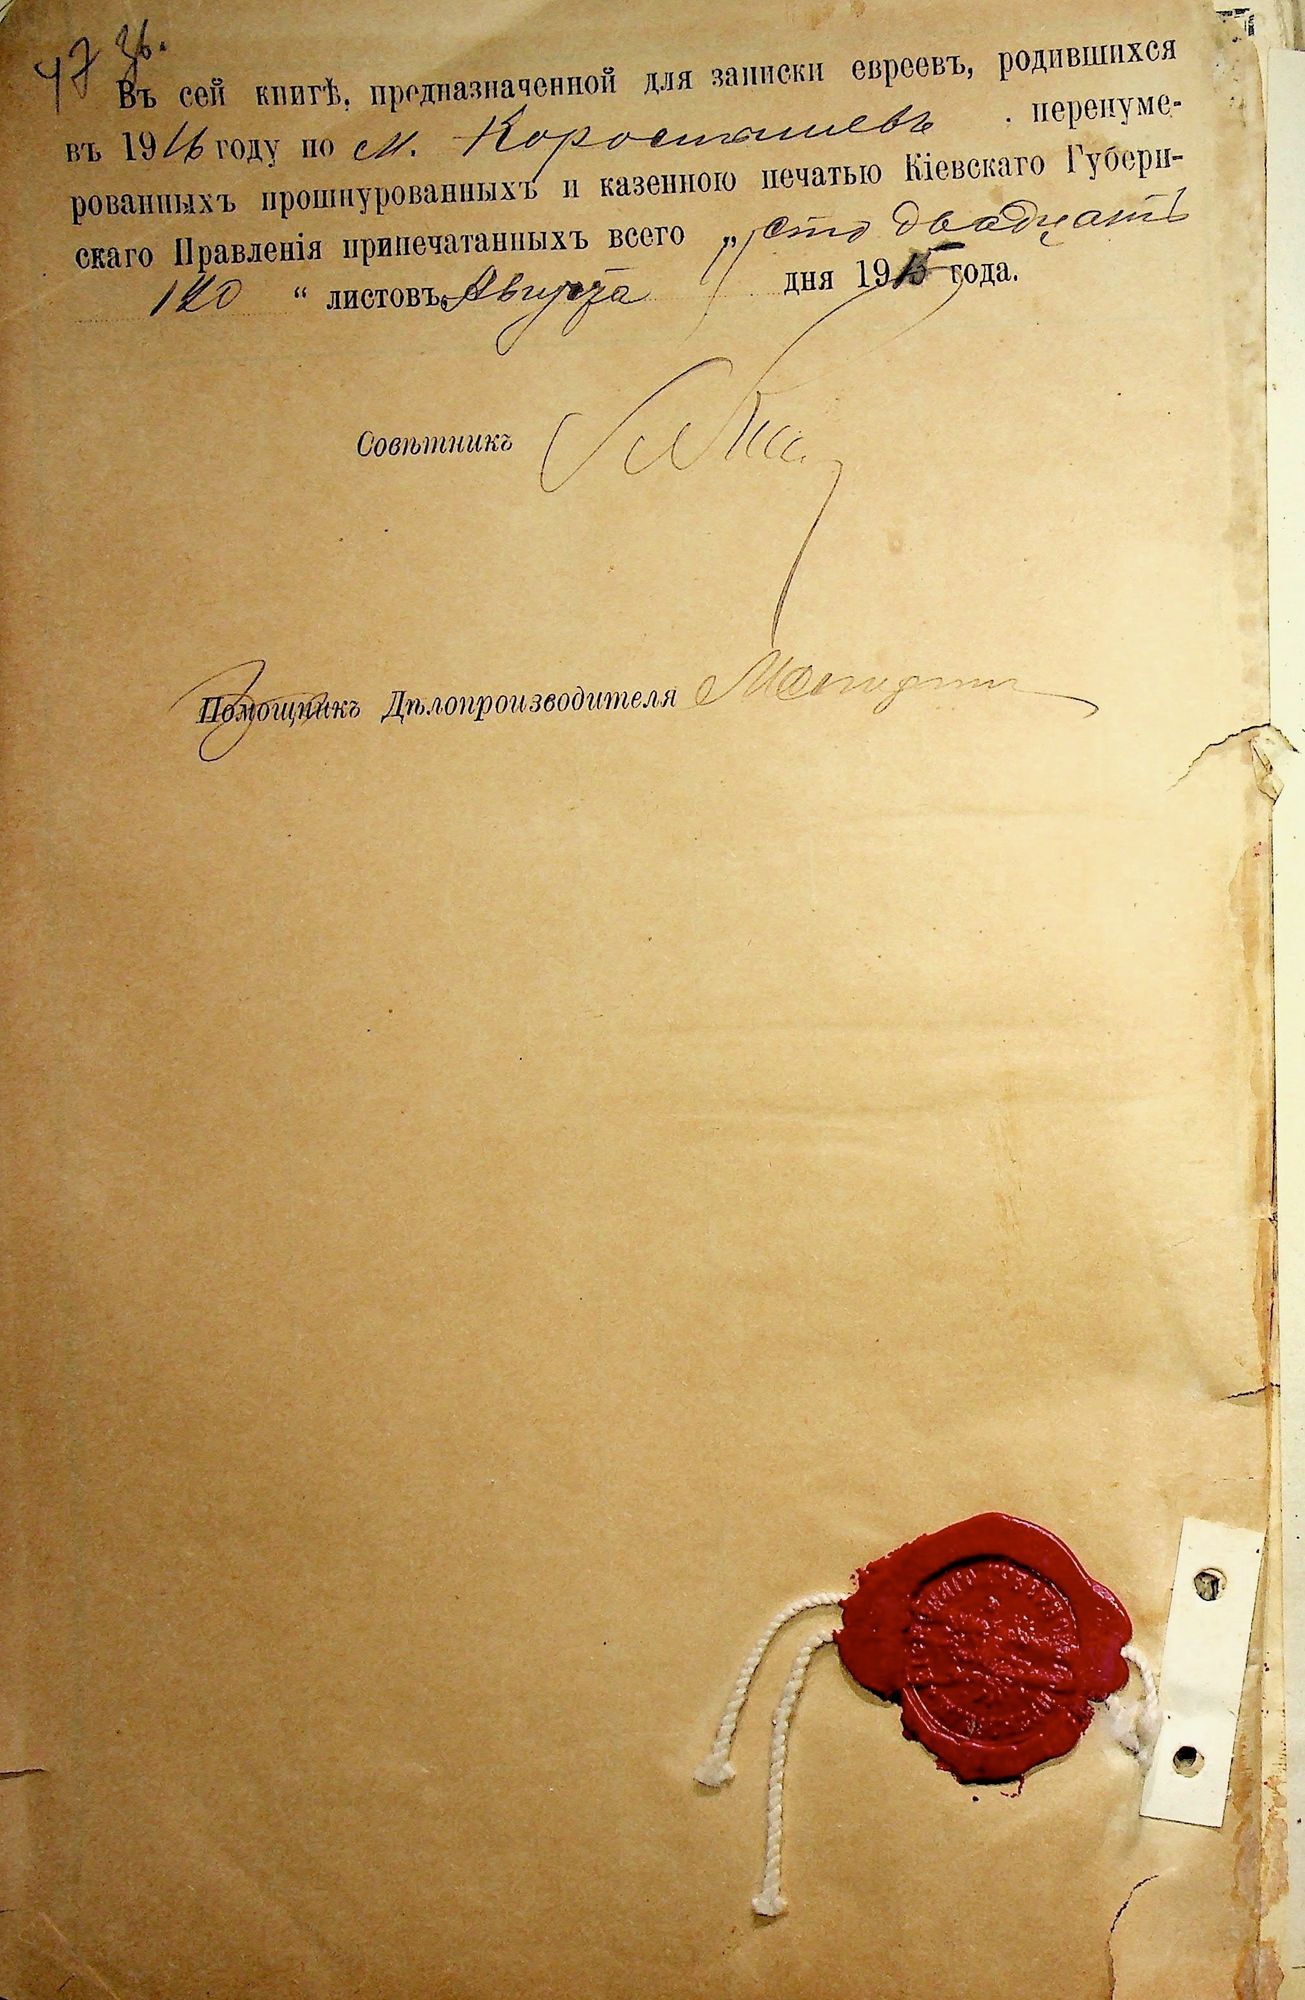 Въ сей книгѣ, предназначенной для записки евреевъ, родившихся
въ 1916 году по м. Коростышевъ перенуме-
рованныхъ прошнурованныхъ и казенною печатью Кіевскаго Губерн-
скаго Правленія припечатанныхъ всего „ сто двадцать
120 “ листовъ Августа дня 1915 года.
Совѣтникъ
Помощникъ Дѣлопроизводителя